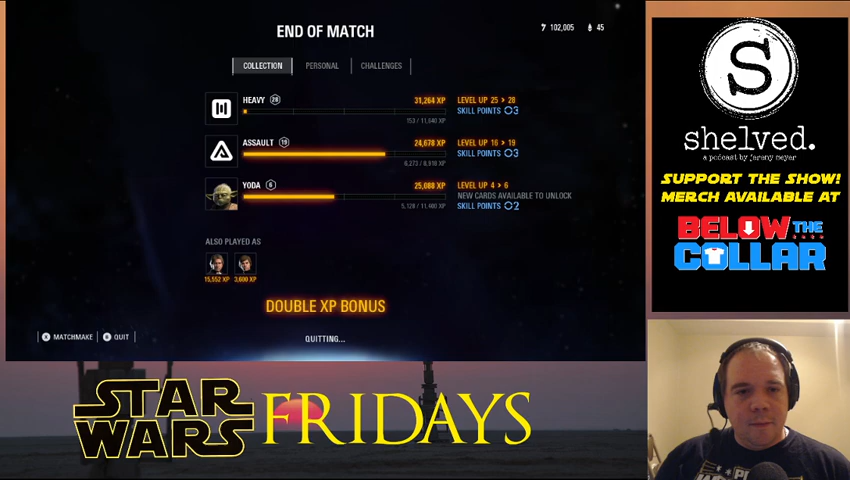 END OF MATCH
102,005
45
COLLECTION
PERSONAL
CHALLENGES
HEAVY 28
31,264 XP
153 / 11,640 XP
LEVEL UP 25 > 28
SKILL POINTS 3
ASSAULT 19
24,678 XP
6,273 / 8,910 XP
LEVEL UP 16 > 19
SKILL POINTS 3
YODA 6
25,088 XP
5,128 / 11,400 XP
LEVEL UP 4 > 6
NEW CARDS AVAILABLE TO UNLOCK
SKILL POINTS 2
ALSO PLAYED AS
15,552 XP
3,600 XP
DOUBLE XP BONUS
X MATCHMAKE
B QUIT
QUITTING...
STAR
WARS
FRIDAYS
S
shelved.
a podcast by jeremy meyer
SUPPORT THE SHOW!
MERCH AVAILABLE AT
BELOW THE
COLLAR